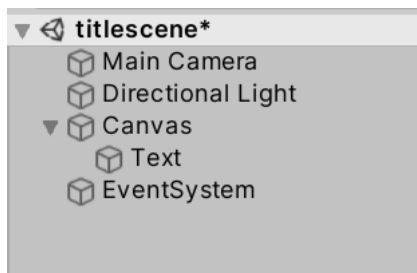 titlescene*
Main Camera
Directional Light
Canvas
Text
EventSystem